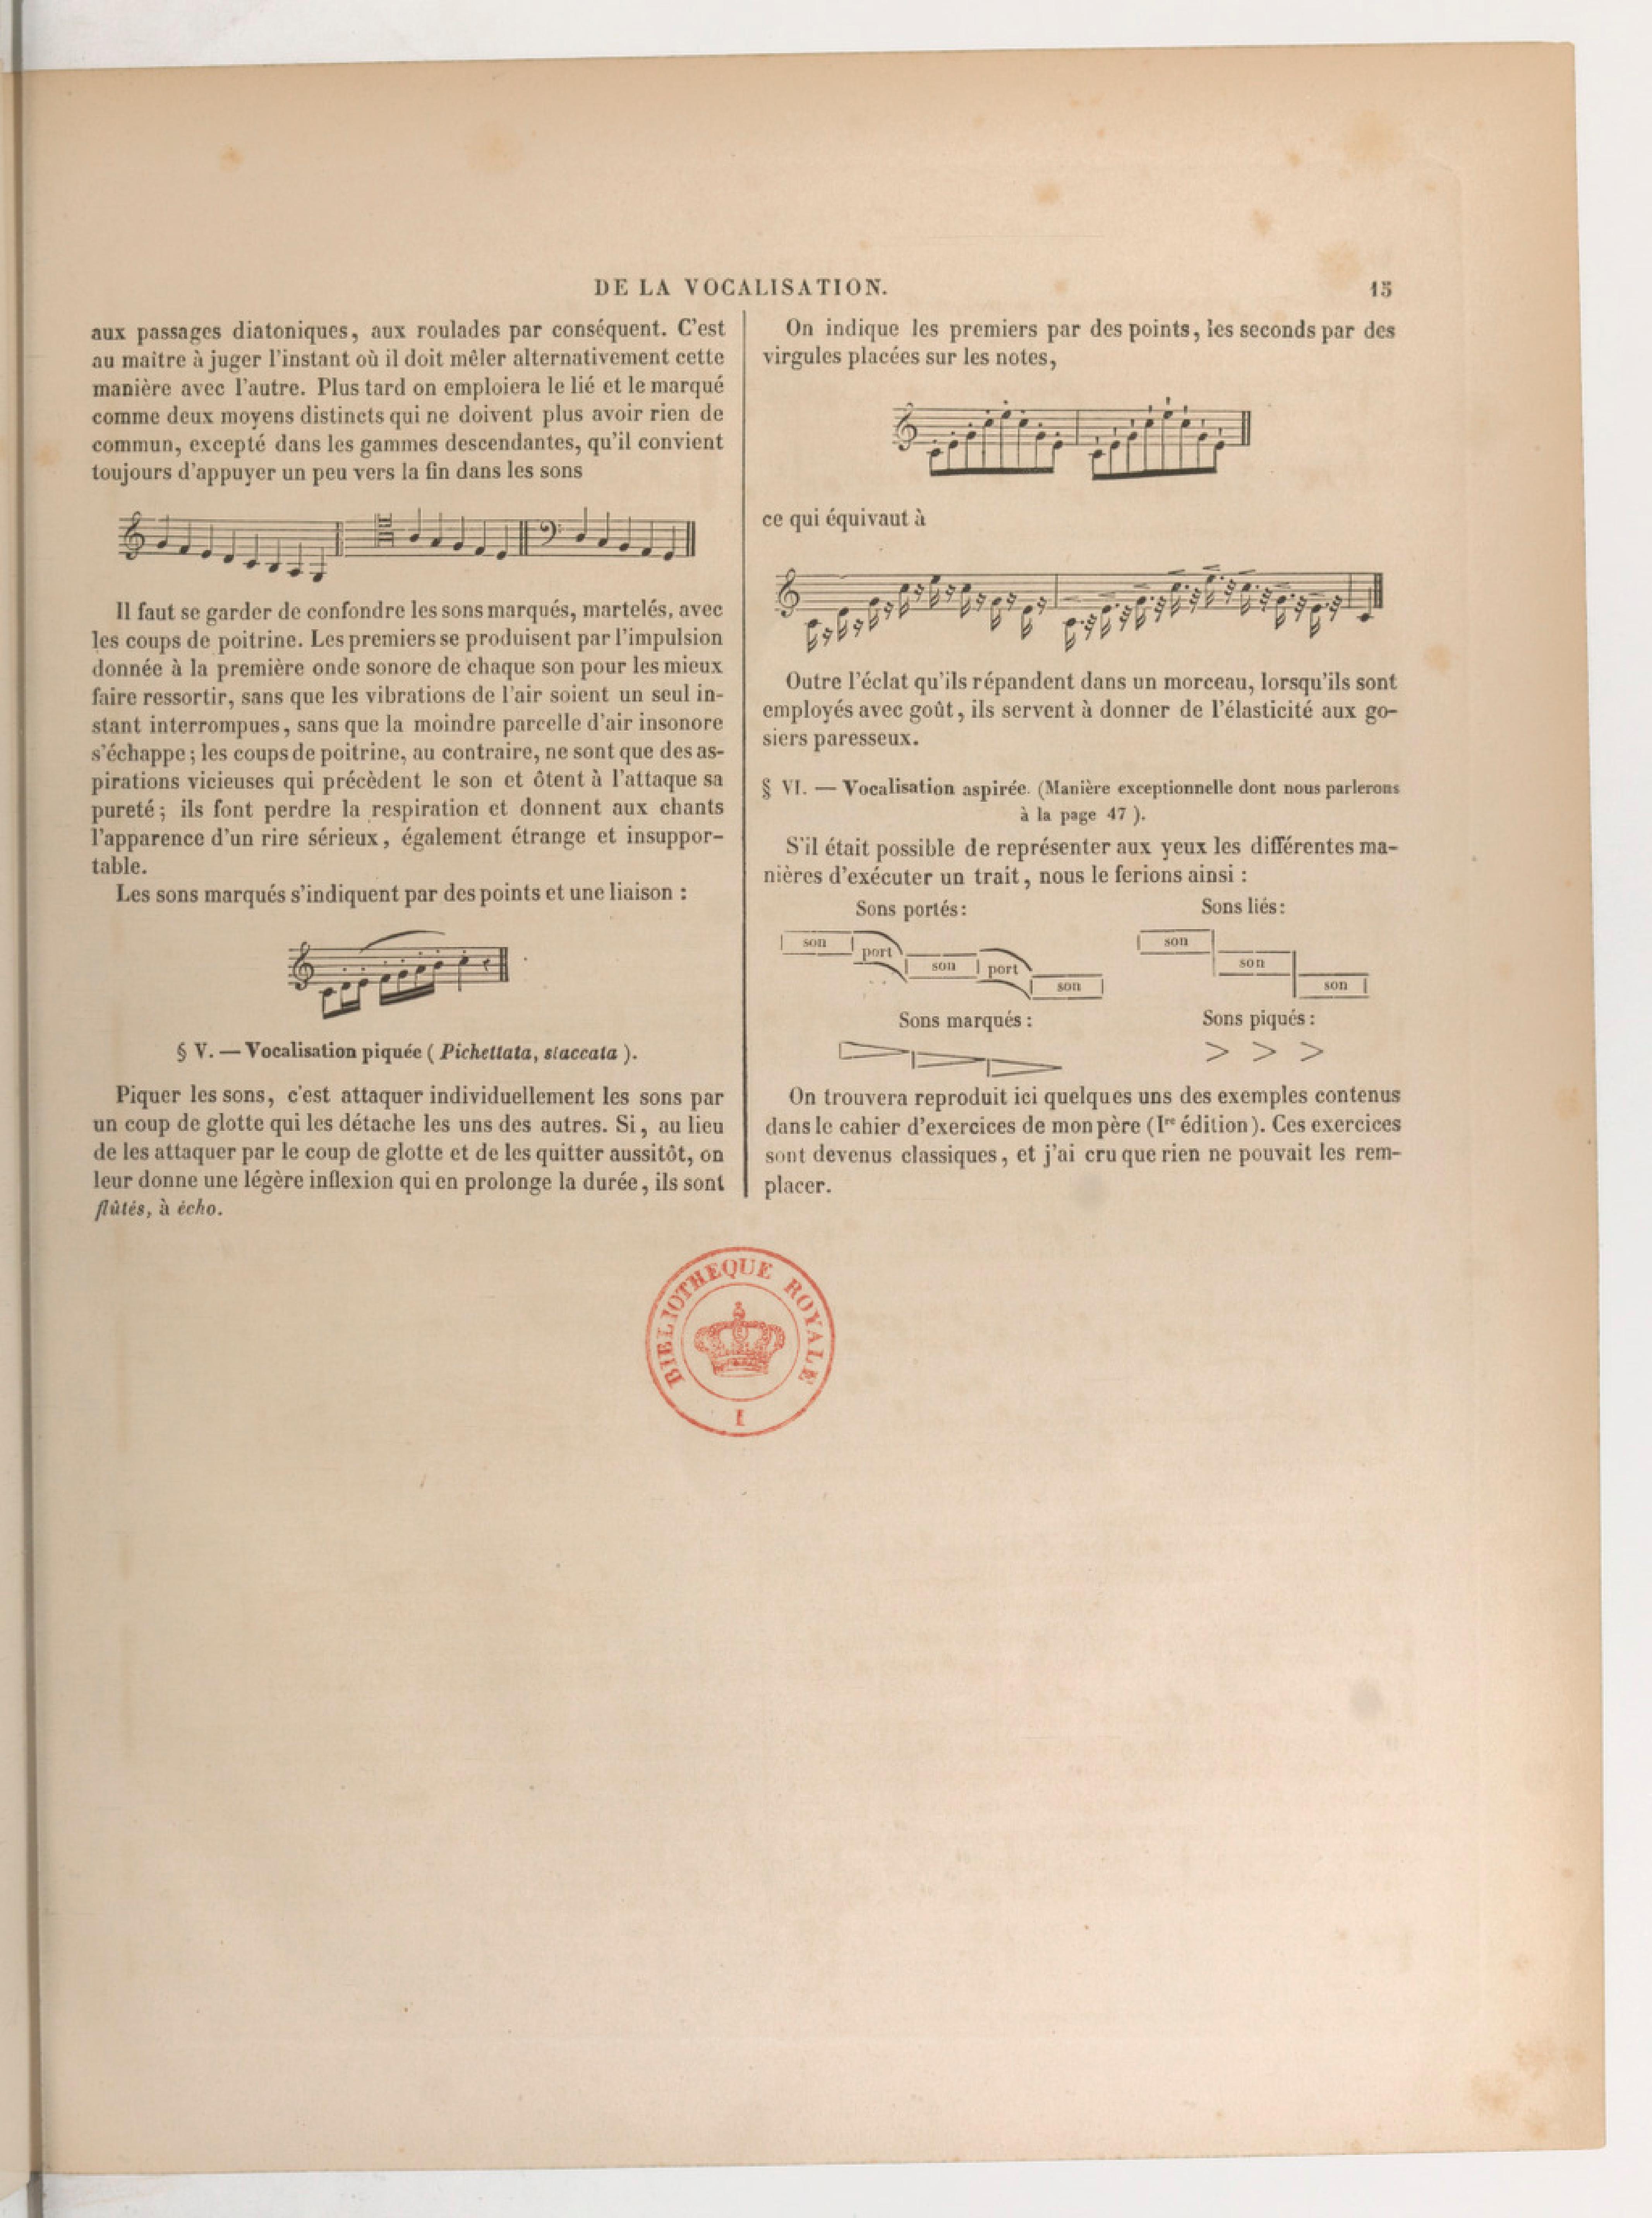 DE LA VOCALISATION.
15
aux passages diatoniques, aux roulades par conséquent. C'est
au maître à juger l'instant où il doit mêler alternativement cette
manière avec l'autre. Plus tard on emploiera le lié et le marqué
comme deux moyens distincts qui ne doivent plus avoir rien de
commun, excepté dans les gammes descendantes, qu'il convient
toujours d'appuyer un peu vers la fin dans les sons
Il faut se garder de confondre les sons marqués, martelés, avec
les coups de poitrine. Les premiers se produisent par l'impulsion
donnée à la première onde sonore de chaque son pour les mieux
faire ressortir, sans que les vibrations de l'air soient un seul in-
stant interrompues, sans que la moindre parcelle d'air insonore
s'échappe; les coups de poitrine, au contraire, ne sont que des as-
pirations vicieuses qui précèdent le son et ôtent à l'attaque sa
pureté; ils font perdre la respiration et donnent aux chants
l'apparence d'un rire sérieux, également étrange et insuppor-
table.
Les sons marqués s'indiquent par des points et une liaison :
§ V. — Vocalisation piquée ( Pichettata, staccata ).
Piquer les sons, c'est attaquer individuellement les sons par
un coup de glotte qui les détache les uns des autres. Si, au lieu
de les attaquer par le coup de glotte et de les quitter aussitôt, on
leur donne une légère inflexion qui en prolonge la durée, ils sont
flûtés, à écho.
On indique les premiers par des points, les seconds par des
virgules placées sur les notes,
ce qui équivaut à
Outre l'éclat qu'ils répandent dans un morceau, lorsqu'ils sont
employés avec goût, ils servent à donner de l'élasticité aux go-
siers paresseux.
§ VI. — Vocalisation aspirée. (Manière exceptionnelle dont nous parlerons
à la page 47 ).
S'il était possible de représenter aux yeux les différentes ma-
nières d'exécuter un trait, nous le ferions ainsi :
Sons portés:
son
port
son
port
son
Sons liés:
son
son
son
Sons marqués :
Sons piqués :
> > >
On trouvera reproduit ici quelques uns des exemples contenus
dans le cahier d'exercices de mon père (Ire édition). Ces exercices
sont devenus classiques, et j'ai cru que rien ne pouvait les rem-
placer.
BIBLIOTHEQUE ROYALE
I